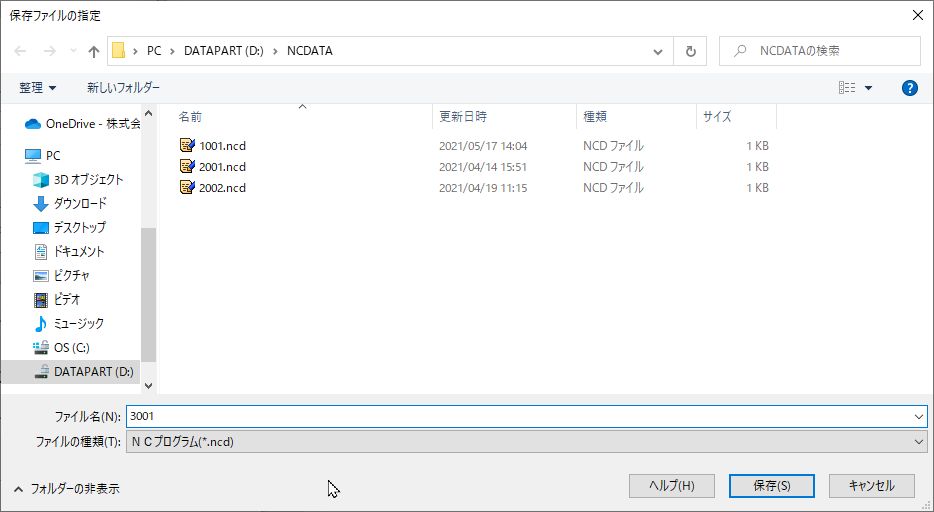 保存ファイルの指定
PC > DATAPART (D:) > NCDATA
NCDATAの検索
整理 新しいフォルダー
名前 更新日時 種類 サイズ
1001.ncd 2021/05/17 14:04 NCD ファイル 1 KB
2001.ncd 2021/04/14 15:51 NCD ファイル 1 KB
2002.ncd 2021/04/19 11:15 NCD ファイル 1 KB
OneDrive - 株式会
PC
3D オブジェクト
ダウンロード
デスクトップ
ドキュメント
ピクチャ
ビデオ
ミュージック
OS (C:)
DATAPART (D:)
ファイル名(N): 3001
ファイルの種類(T): ＮＣプログラム(*.ncd)
フォルダーの非表示
ヘルプ(H) 保存(S) キャンセル